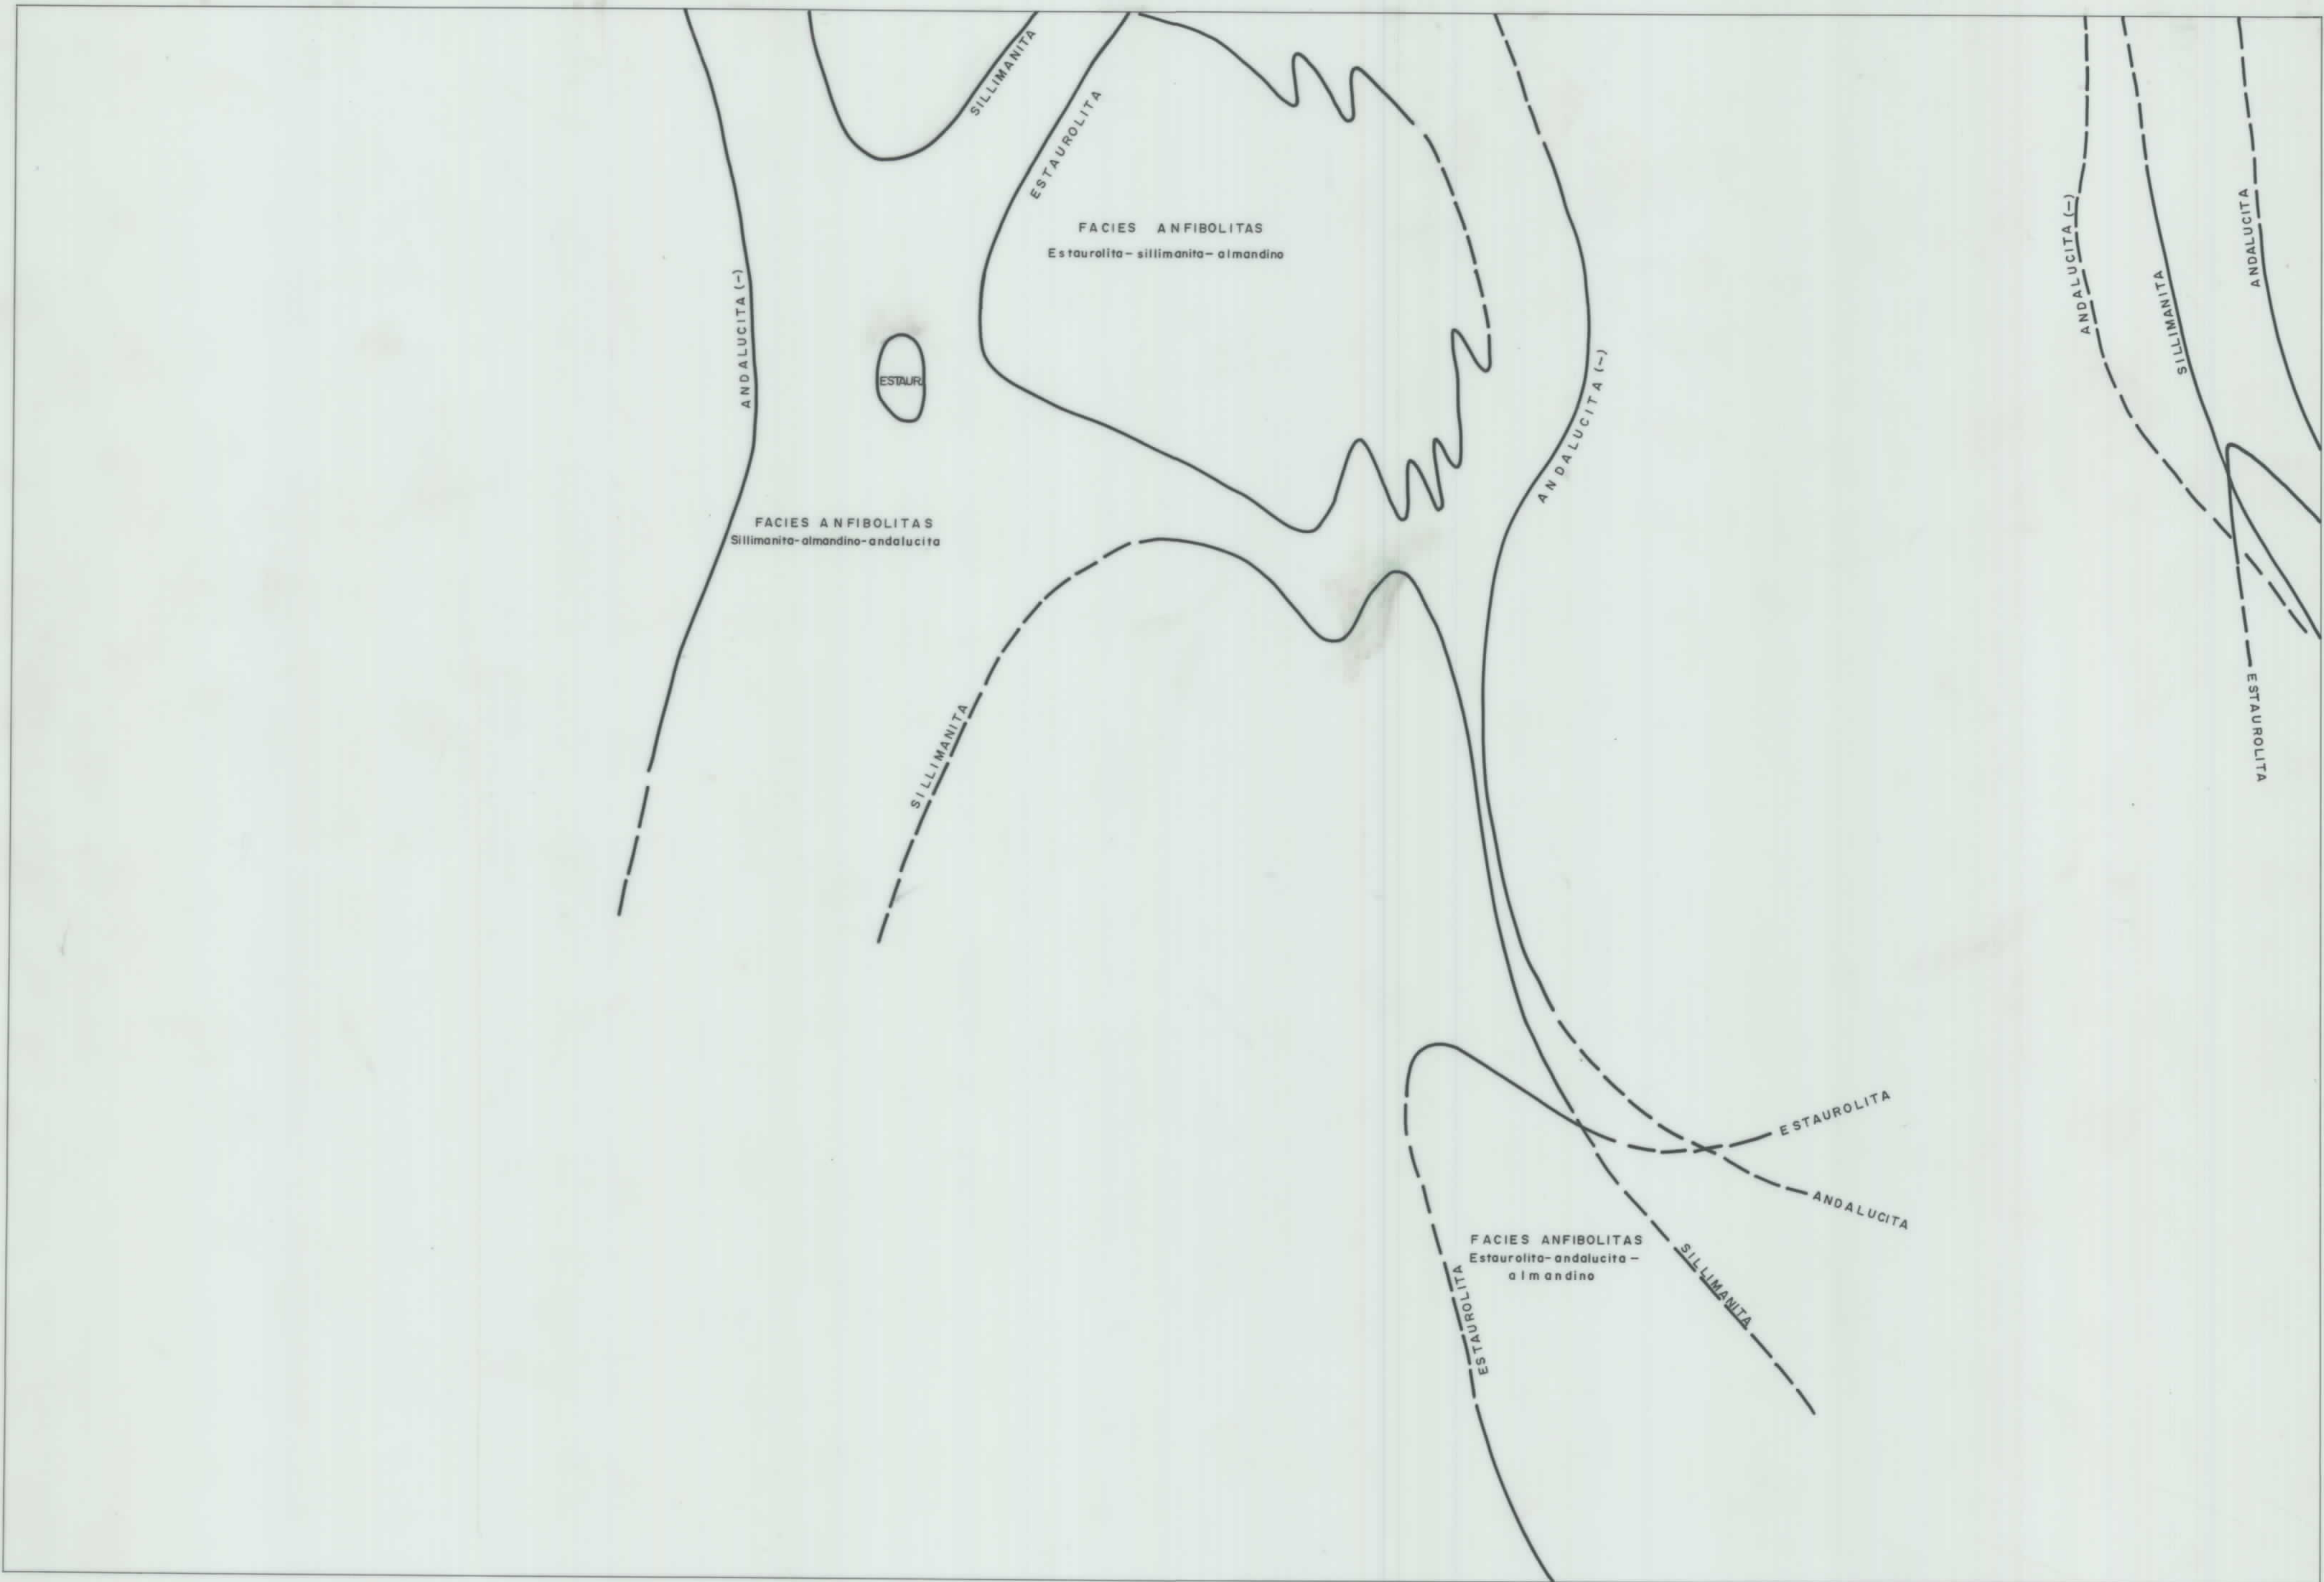 SILLIMANITA
ESTAUROLITA
FACIES ANFIBOLITAS
Estaurolita-sillimanita-almandino
ANDALUCITA (-)
ESTAUR.
ANDALUCITA (-)
ANDALUCITA (-)
SILLIMANITA
ANDALUCITA
FACIES ANFIBOLITAS
Sillimanita-almandino-andalucita
SILLIMANITA
ESTAUROLITA
ESTAUROLITA
ANDALUCITA
FACIES ANFIBOLITAS
Estaurolita-andalucita-
almandino
SILLIMANITA
ESTAUROLITA